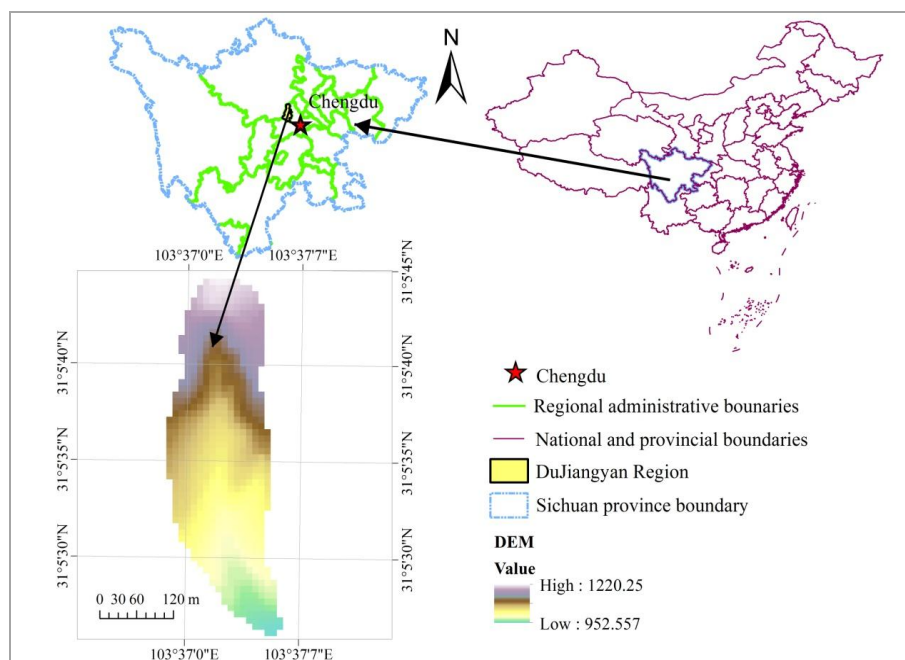 N
Chengdu
103°37'0"E
103°37'7"E
31°5'45"N
31°5'40"N
31°5'40"N
31°5'35"N
31°5'35"N
31°5'30"N
31°5'30"N
0 30 60 120 m
103°37'0"E
103°37'7"E
Chengdu
Regional administrative bounaries
National and provincial boundaries
DuJiangyan Region
Sichuan province boundary
DEM
Value
High : 1220.25
Low : 952.557